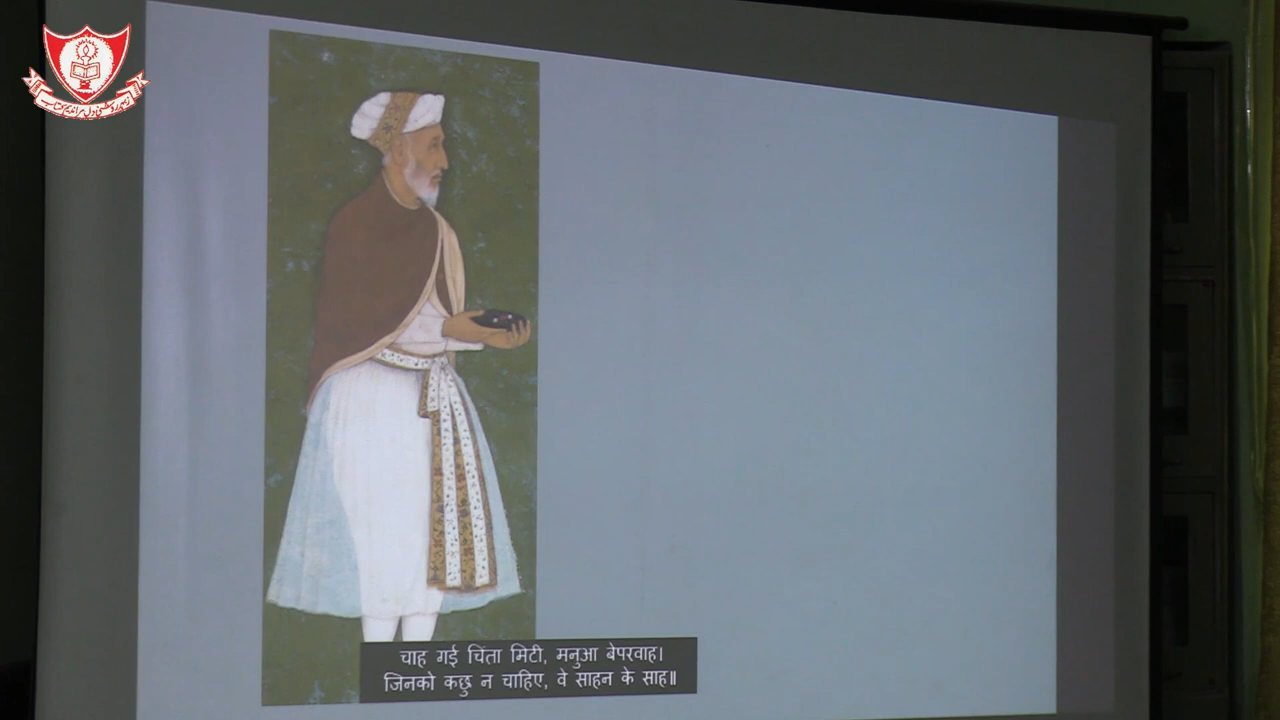 चाह गई चिंता मिटी, मनुआ बेपरवाह।
जिनको कछु न चाहिए, वे साहन के साह॥